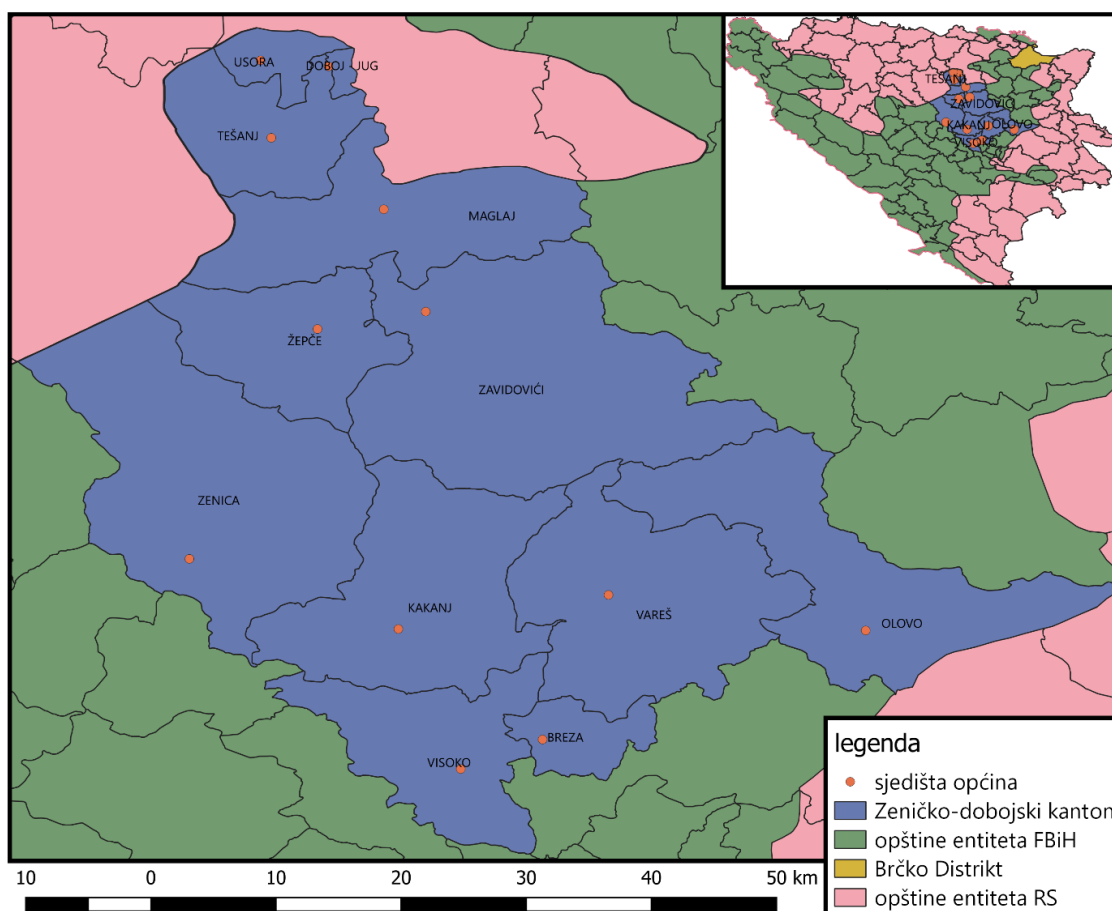 USORA
DOBOJ - JUG
TEŠANJ
MAGLAJ
ŽEPČE
ZAVIDOVIĆI
ZENICA
KAKANJ
VAREŠ
OLOVO
VISOKO
BREZA
TEŠANJ
ZAVIDOVIĆI
KAKANJ
OLOVO
VISOKO
legenda
sjedišta općina
Zeničko-dobojski kanton
opštine entiteta FBiH
Brčko Distrikt
opštine entiteta RS
10 0 10 20 30 40 50 km